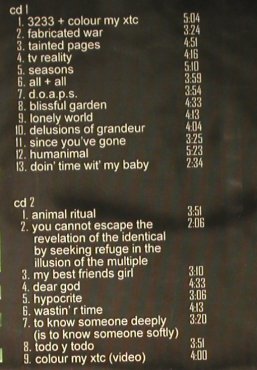 cd 1
1. 3233 + colour my xtc 5:04
2. fabricated war 3:24
3. tainted pages 4:51
4. tv reality 4:16
5. seasons 5:10
6. all + all 3:59
7. d.o.a.p.s. 3:54
8. blissful garden 4:33
9. lonely world 4:13
10. delusions of grandeur 4:04
11. since you've gone 3:25
12. humanimal 5:23
13. doin' time wit' my baby 2:34
cd 2
1. animal ritual 3:51
2. you cannot escape the 2:06
revelation of the identical
by seeking refuge in the
illusion of the multiple
3. my best friends girl 3:10
4. dear god 4:33
5. hypocrite 3:06
6. wastin' r time 4:13
7. to know someone deeply 3:20
(is to know someone softly)
8. todo y todo 3:51
9. colour my xtc (video) 4:00